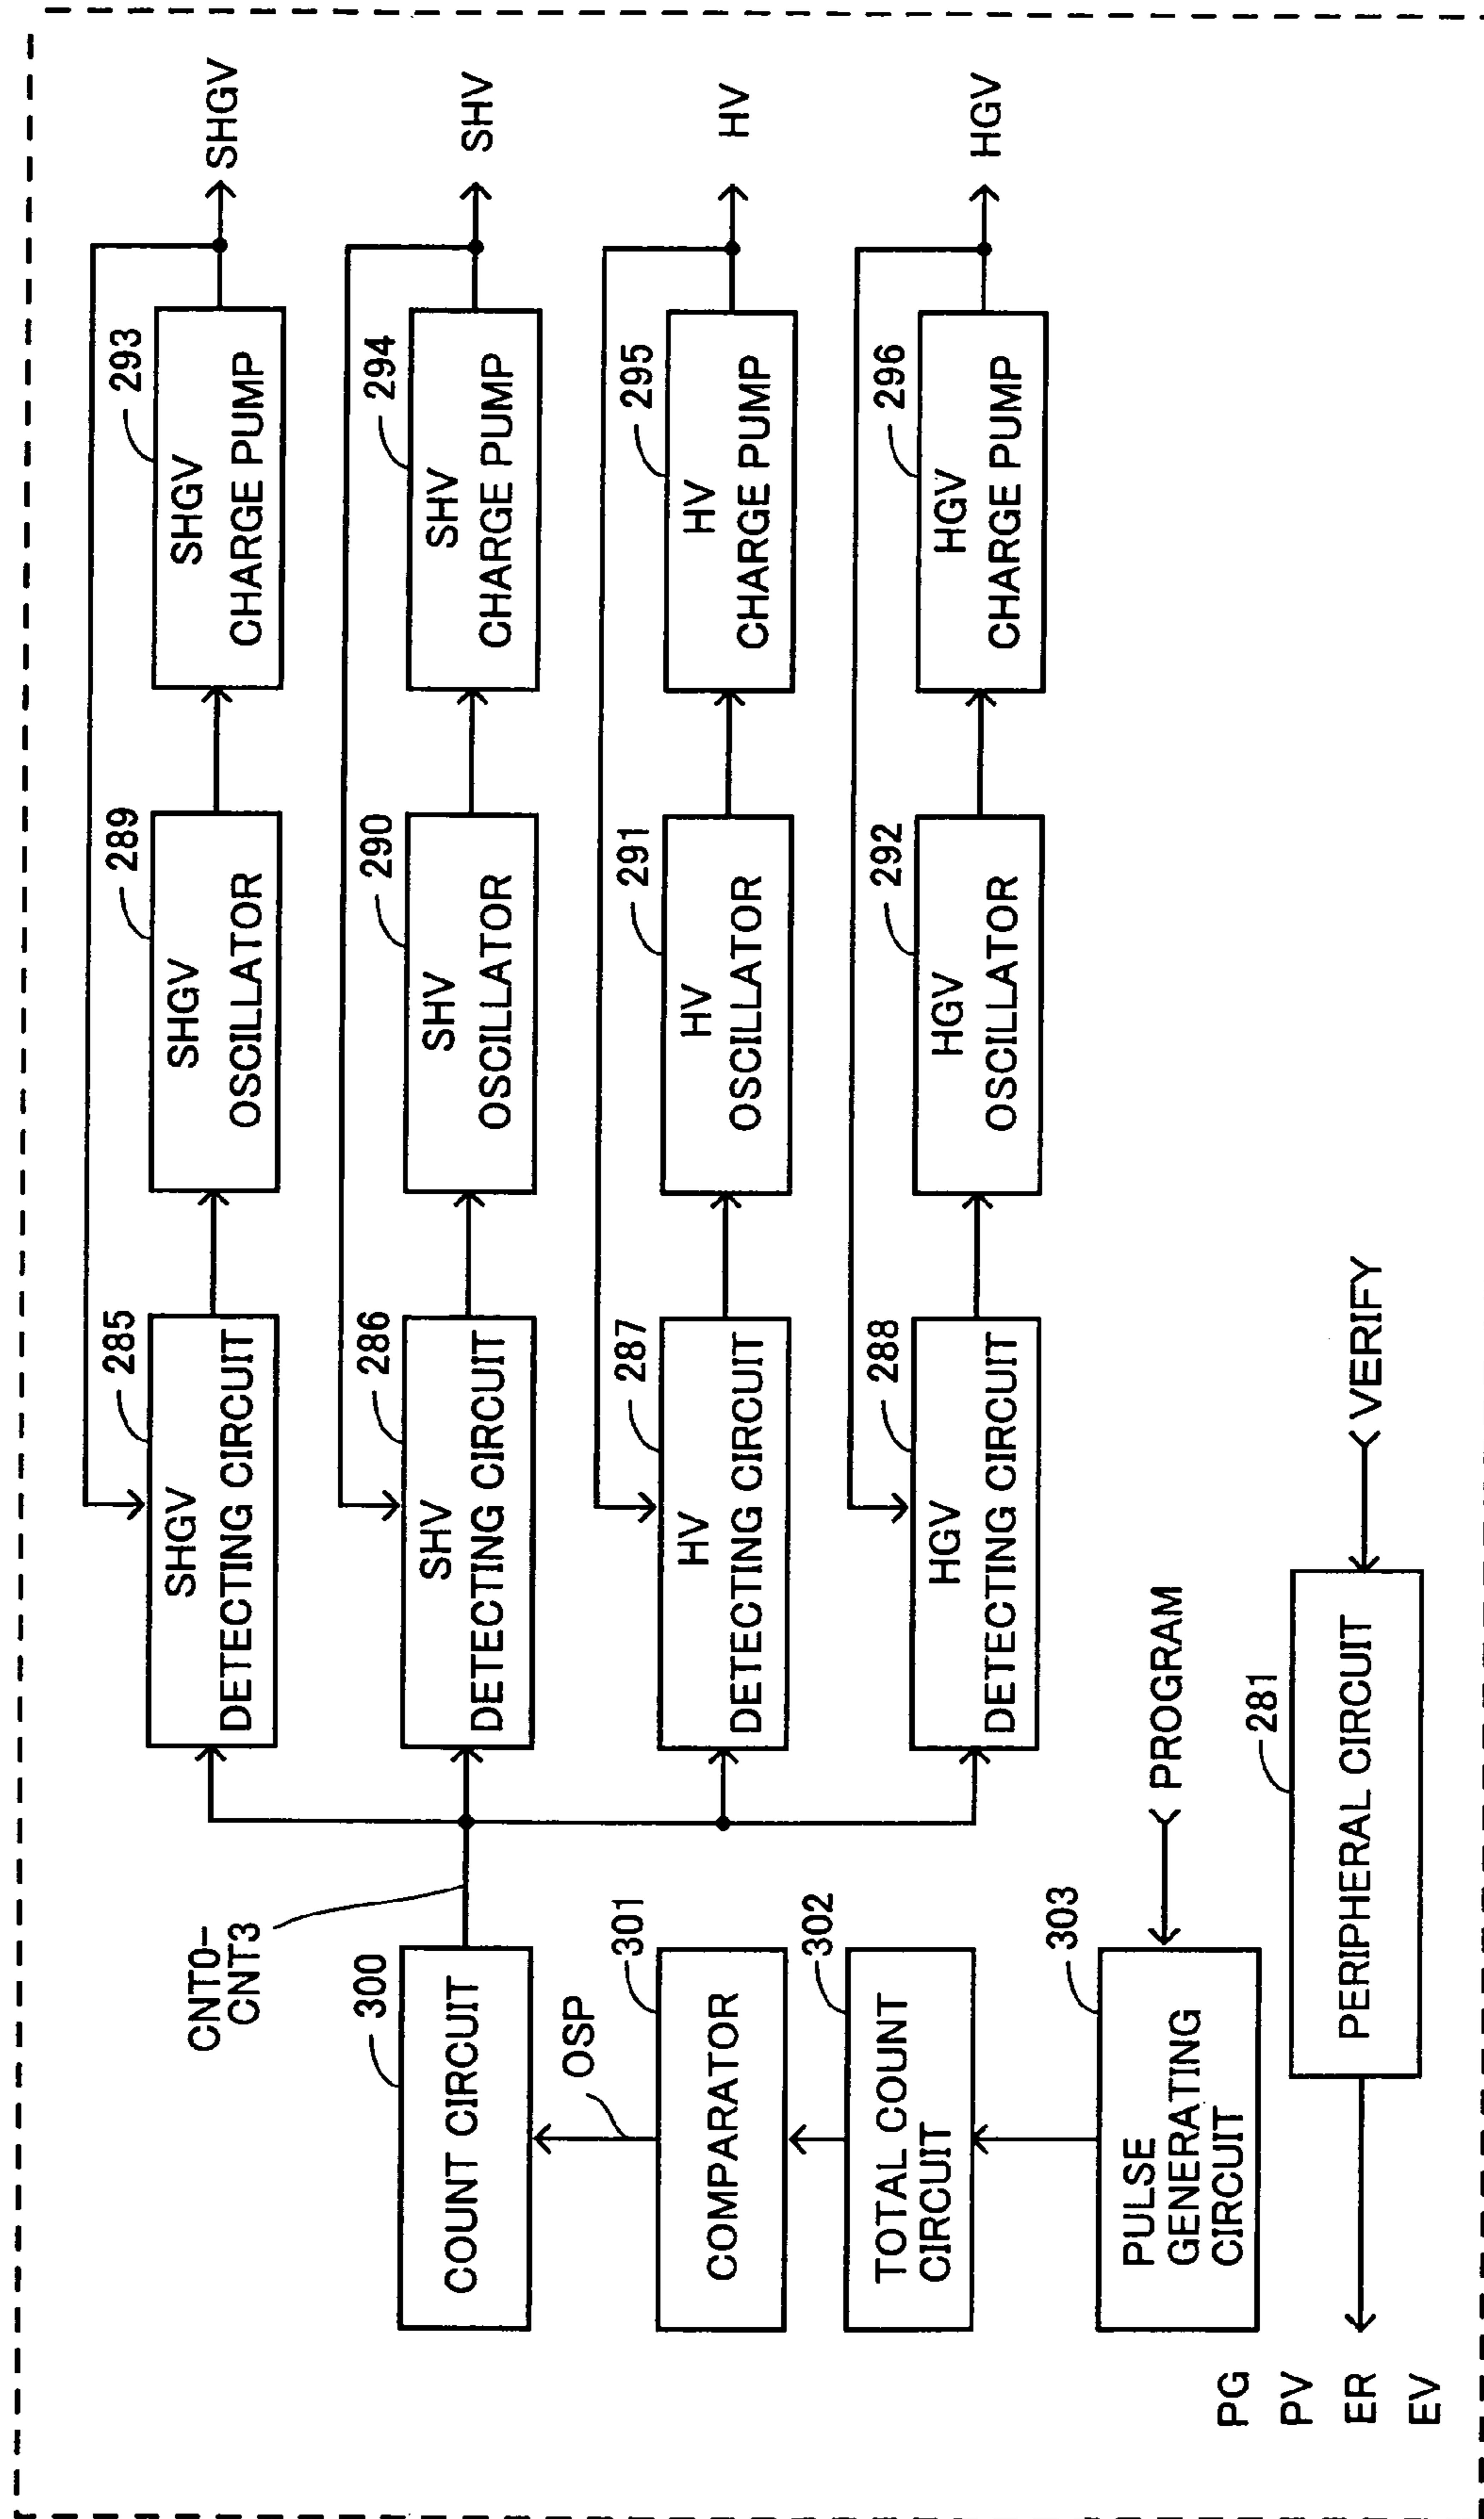 285
SHGV
DETECTING CIRCUIT
289
SHGV
OSCILLATOR
293
SHGV
CHARGE PUMP
SHGV
CNT0-
CNT3
300
COUNT CIRCUIT
286
SHV
DETECTING CIRCUIT
290
SHV
OSCILLATOR
294
SHV
CHARGE PUMP
SHV
OSP
301
COMPARATOR
287
HV
DETECTING CIRCUIT
291
HV
OSCILLATOR
295
HV
CHARGE PUMP
HV
302
TOTAL COUNT
CIRCUIT
288
HGV
DETECTING CIRCUIT
292
HGV
OSCILLATOR
296
HGV
CHARGE PUMP
HGV
303
PULSE
GENERATING
CIRCUIT
PROGRAM
PG
PV
ER
EV
281
PERIPHERAL CIRCUIT
VERIFY